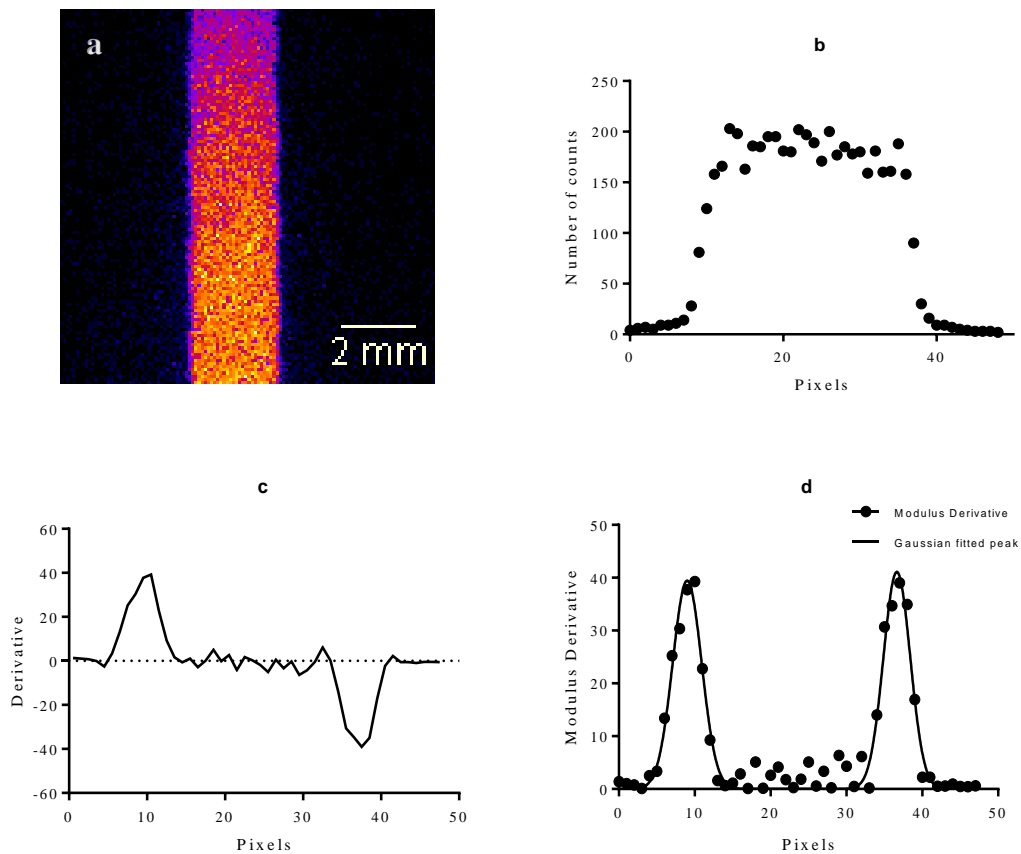 a
2 mm
b
Number of counts
250
200
150
100
50
0
0 20 40
Pixels
c
Derivative
60
40
20
0
-20
-40
-60
0 10 20 30 40 50
Pixels
d
Modulus Derivative
Gaussian fitted peak
Modulus Derivative
50
40
30
20
10
0
0 10 20 30 40 50
Pixels